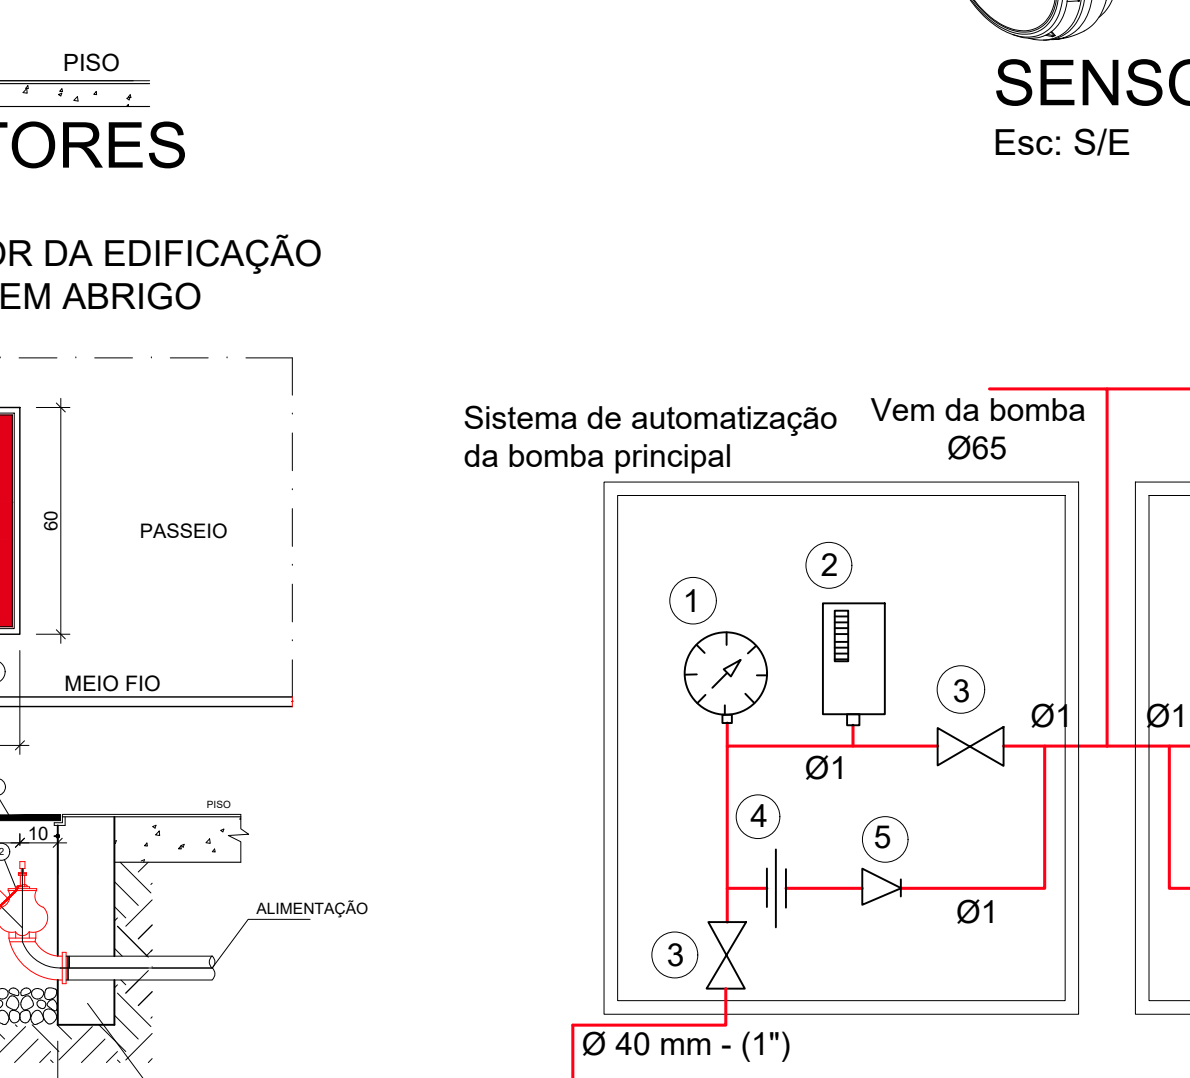 PISO
TORES
SENSO
Esc: S/E
OR DA EDIFICAÇÃO
EM ABRIGO
Sistema de automatização
da bomba principal
Vem da bomba
Ø65
60
PASSEIO
MEIO FIO
1
2
3
Ø1
Ø1
Ø1
4
5
Ø1
3
Ø 40 mm - (1")
PISO
10
2
ALIMENTAÇÃO